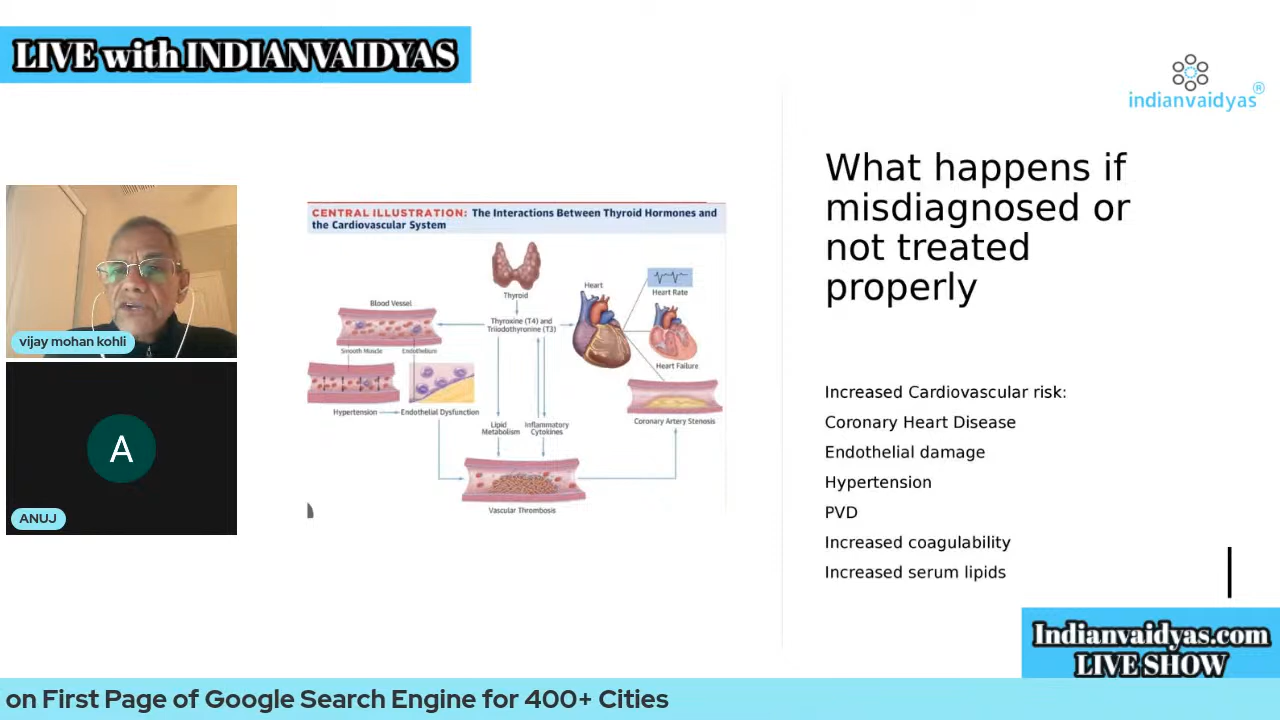 LIVE with INDIANVAIDYAS
indianvaidyas®
vijay mohan kohli
A
ANUJ
CENTRAL ILLUSTRATION: The Interactions Between Thyroid Hormones and
the Cardiovascular System
Thyroid
Heart
Heart Rate
Blood Vessel
Thyroxine (T4) and
Triiodothyronine (T3)
Smooth Muscle
Endothelium
Heart Failure
Hypertension
Endothelial Dysfunction
Lipid
Metabolism
Inflammatory
Cytokines
Coronary Artery Stenosis
Vascular Thrombosis
What happens if
misdiagnosed or
not treated
properly
Increased Cardiovascular risk:
Coronary Heart Disease
Endothelial damage
Hypertension
PVD
Increased coagulability
Increased serum lipids
Indianvaidyas.com
LIVE SHOW
on First Page of Google Search Engine for 400+ Cities